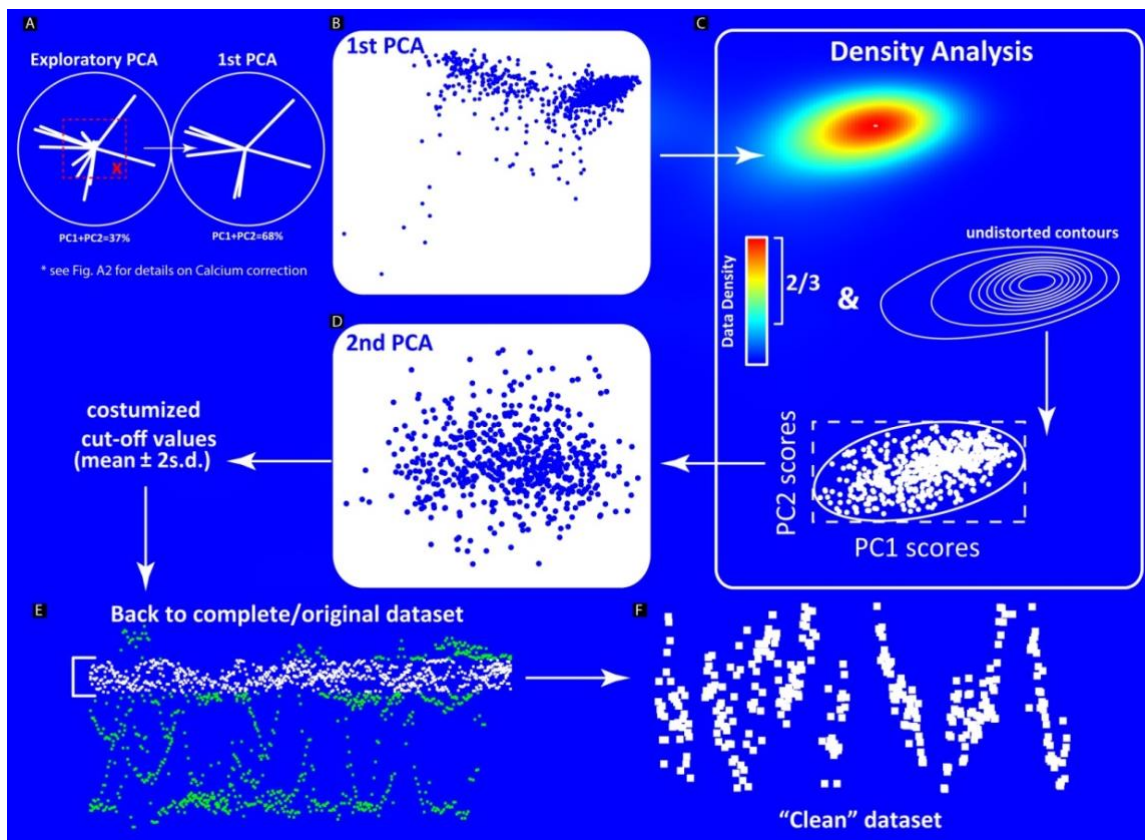 A
Exploratory PCA
1st PCA
X
PC1+PC2=37%
PC1+PC2=68%
* see Fig. A2 for details on Calcium correction
B
1st PCA
C
Density Analysis
Data Density
2/3
&
undistorted contours
PC2 scores
PC1 scores
D
2nd PCA
costumized
cut-off values
(mean ± 2s.d.)
E
Back to complete/original dataset
F
“Clean” dataset